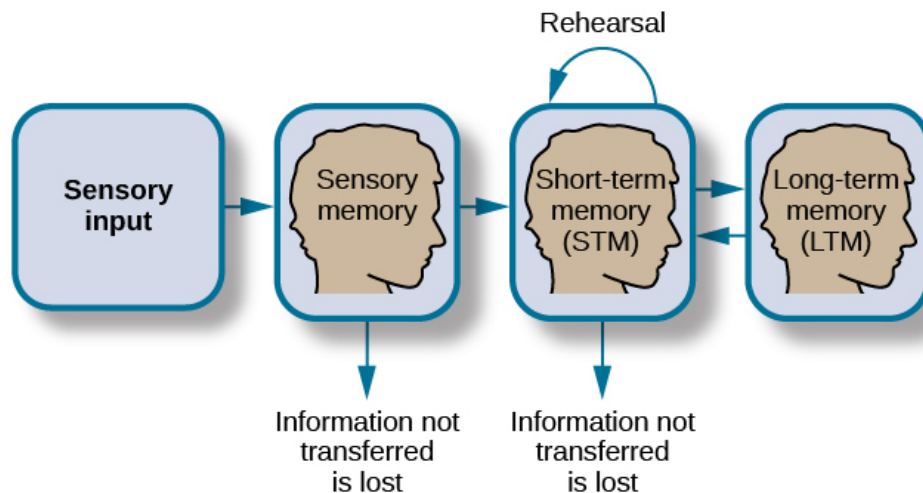 Rehearsal
Sensory
input
Sensory
memory
Short-term
memory
(STM)
Long-term
memory
(LTM)
Information not
transferred
is lost
Information not
transferred
is lost